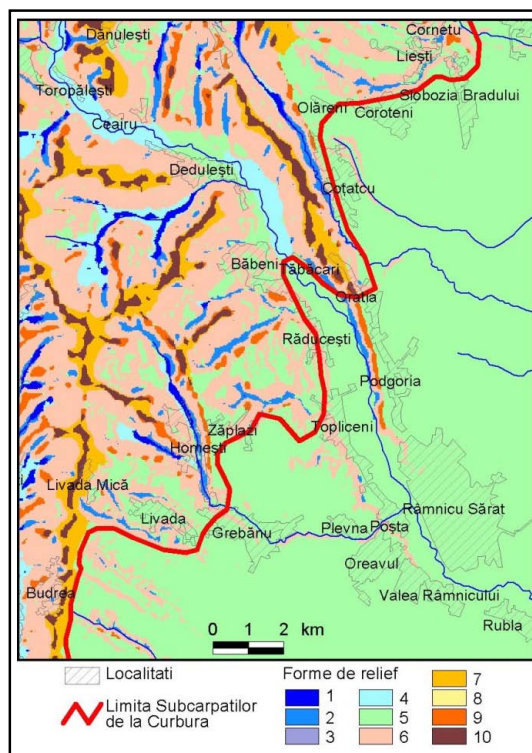 Dănulești
Cornetu
Liești
Toropălești
Slobozia Bradului
Olăreni
Coroteni
Ceairu
Dedulești
Cotatcu
Băbeni
Tăbăcari
Oratia
Răducești
Podgoria
Zăplazi
Topliceni
Homești
Livada Mică
Râmnicu Sărat
Livada
Grebănu
Plevna
Poșta
Oreavul
Budrea
Valea Râmnicului
Rubla
0 1 2 km
Localitati
Forme de relief
Limita Subcarpatilor
de la Curbura
1
2
3
4
5
6
7
8
9
10